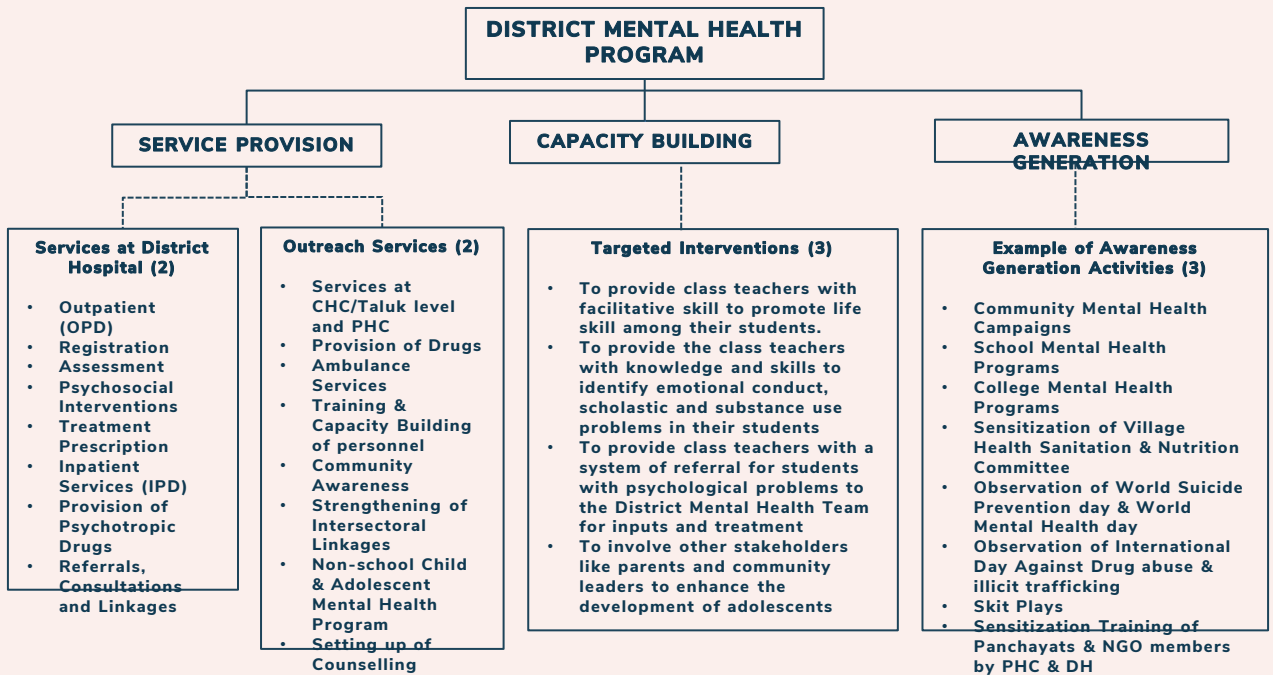 DISTRICT MENTAL HEALTH
PROGRAM
SERVICE PROVISION
CAPACITY BUILDING
AWARENESS
GENERATION
Services at District
Hospital (2)
• Outpatient
(OPD)
• Registration
• Assessment
• Psychosocial
Interventions
• Treatment
Prescription
• Inpatient
Services (IPD)
• Provision of
Psychotropic
Drugs
• Referrals,
Consultations
and Linkages
Outreach Services (2)
• Services at
CHC/Taluk level
and PHC
• Provision of Drugs
• Ambulance
Services
• Training &
Capacity Building
of personnel
• Community
Awareness
• Strengthening of
Intersectoral
Linkages
• Non-school Child
& Adolescent
Mental Health
Program
• Setting up of
Counselling
Targeted Interventions (3)
• To provide class teachers with
facilitative skill to promote life
skill among their students.
• To provide the class teachers
with knowledge and skills to
identify emotional conduct,
scholastic and substance use
problems in their students
• To provide class teachers with a
system of referral for students
with psychological problems to
the District Mental Health Team
for inputs and treatment
• To involve other stakeholders
like parents and community
leaders to enhance the
development of adolescents
Example of Awareness
Generation Activities (3)
• Community Mental Health
Campaigns
• School Mental Health
Programs
• College Mental Health
Programs
• Sensitization of Village
Health Sanitation & Nutrition
Committee
• Observation of World Suicide
Prevention day & World
Mental Health day
• Observation of International
Day Against Drug abuse &
illicit trafficking
• Skit Plays
• Sensitization Training of
Panchayats & NGO members
by PHC & DH